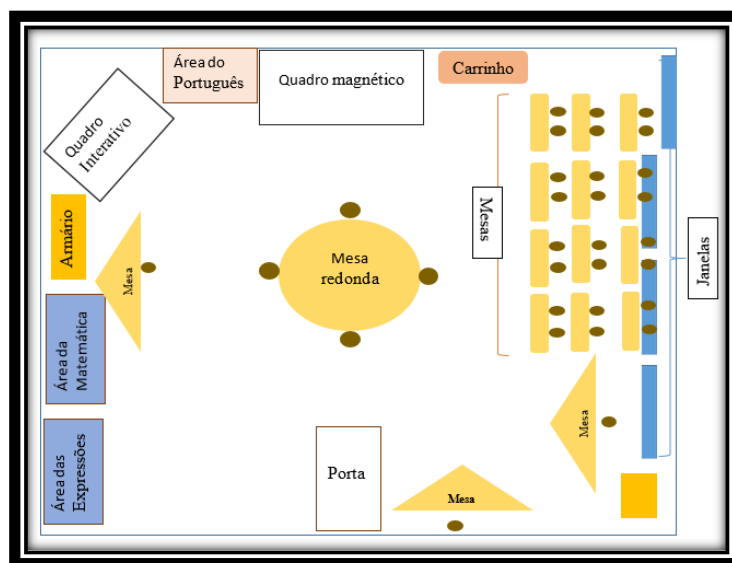 Área do
Português
Quadro magnético
Carrinho
Quadro
Interativo
Mesas
Janelas
Armário
Mesa
Mesa
redonda
Área da
Matemática
Mesa
Área das
Expressões
Porta
Mesa